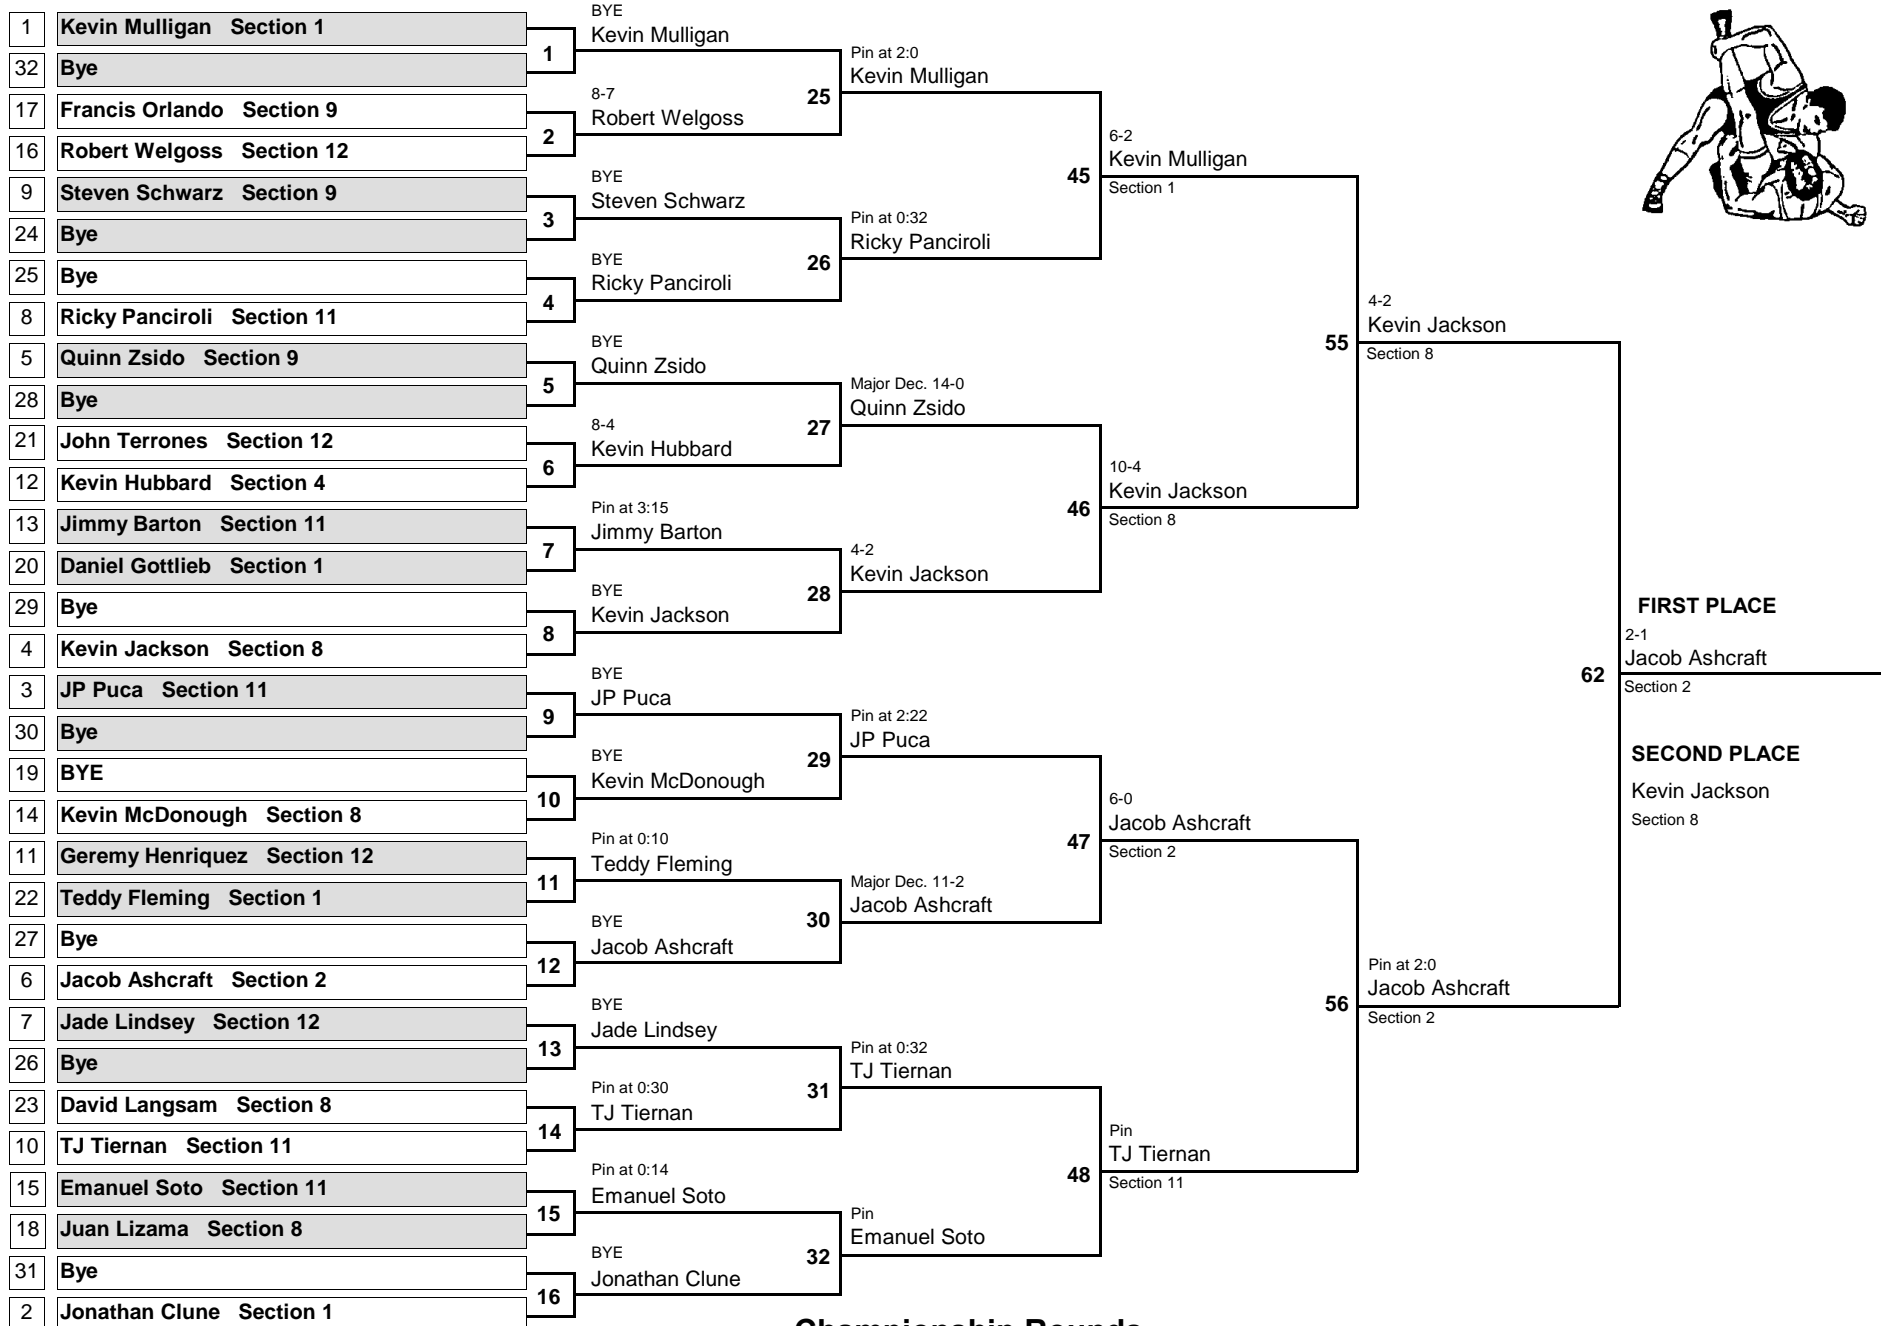 1 Kevin Mulligan Section 1
32 Bye
17 Francis Orlando Section 9
16 Robert Welgoss Section 12
9 Steven Schwarz Section 9
24 Bye
25 Bye
8 Ricky Panciroli Section 11
5 Quinn Zsido Section 9
28 Bye
21 John Terrones Section 12
12 Kevin Hubbard Section 4
13 Jimmy Barton Section 11
20 Daniel Gottlieb Section 1
29 Bye
4 Kevin Jackson Section 8
3 JP Puca Section 11
30 Bye
19 BYE
14 Kevin McDonough Section 8
11 Geremy Henriquez Section 12
22 Teddy Fleming Section 1
27 Bye
6 Jacob Ashcraft Section 2
7 Jade Lindsey Section 12
26 Bye
23 David Langsam Section 8
10 TJ Tiernan Section 11
15 Emanuel Soto Section 11
18 Juan Lizama Section 8
31 Bye
2 Jonathan Clune Section 1
1
2
3
4
5
6
7
8
9
10
11
12
13
14
15
16
BYE
Kevin Mulligan
8-7
Robert Welgoss
BYE
Steven Schwarz
BYE
Ricky Panciroli
BYE
Quinn Zsido
8-4
Kevin Hubbard
Pin at 3:15
Jimmy Barton
BYE
Kevin Jackson
BYE
JP Puca
BYE
Kevin McDonough
Pin at 0:10
Teddy Fleming
BYE
Jacob Ashcraft
BYE
Jade Lindsey
Pin at 0:30
TJ Tiernan
Pin at 0:14
Emanuel Soto
BYE
Jonathan Clune
25
26
27
28
29
30
31
32
Pin at 2:0
Kevin Mulligan
Pin at 0:32
Ricky Panciroli
Major Dec. 14-0
Quinn Zsido
4-2
Kevin Jackson
Pin at 2:22
JP Puca
Major Dec. 11-2
Jacob Ashcraft
Pin at 0:32
TJ Tiernan
Pin
Emanuel Soto
45
46
47
48
6-2
Kevin Mulligan
Section 1
10-4
Kevin Jackson
Section 8
6-0
Jacob Ashcraft
Section 2
Pin
TJ Tiernan
Section 11
55
56
4-2
Kevin Jackson
Section 8
Pin at 2:0
Jacob Ashcraft
Section 2
62
FIRST PLACE
2-1
Jacob Ashcraft
Section 2
SECOND PLACE
Kevin Jackson
Section 8
Championship Rounds